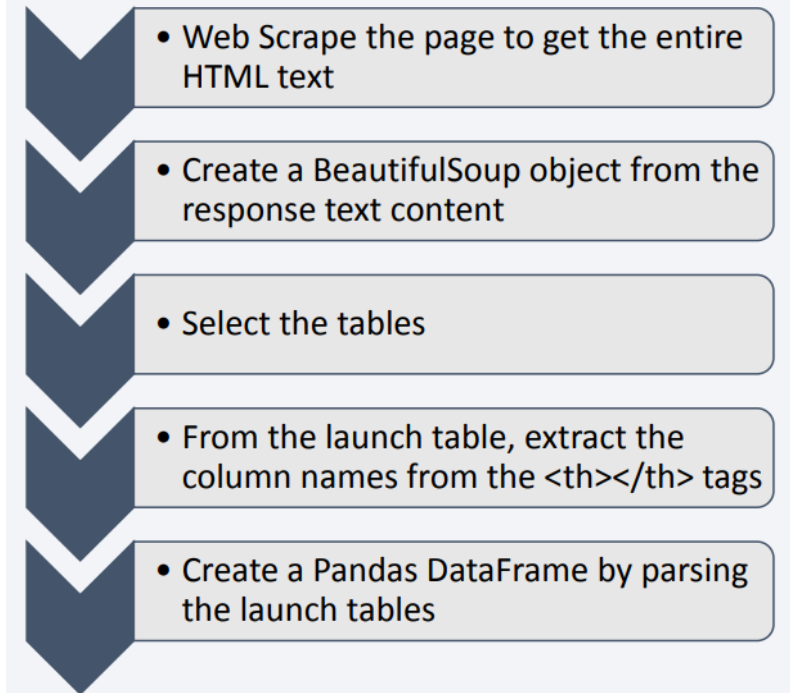 • Web Scrape the page to get the entire
HTML text
• Create a BeautifulSoup object from the
response text content
• Select the tables
• From the launch table, extract the
column names from the <th></th> tags
• Create a Pandas DataFrame by parsing
the launch tables